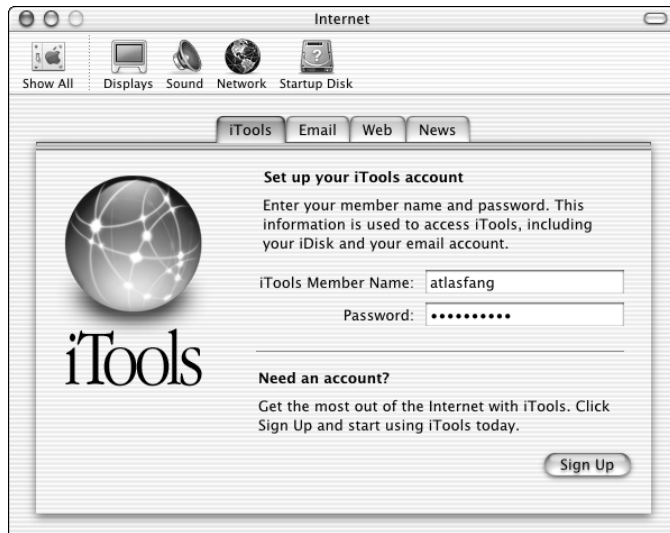 Internet
Show All Displays Sound Network Startup Disk
iTools Email Web News
Set up your iTools account
Enter your member name and password. This
information is used to access iTools, including
your iDisk and your email account.
iTools Member Name: atlasfang
Password: ••••••••••
iTools
Need an account?
Get the most out of the Internet with iTools. Click
Sign Up and start using iTools today.
Sign Up